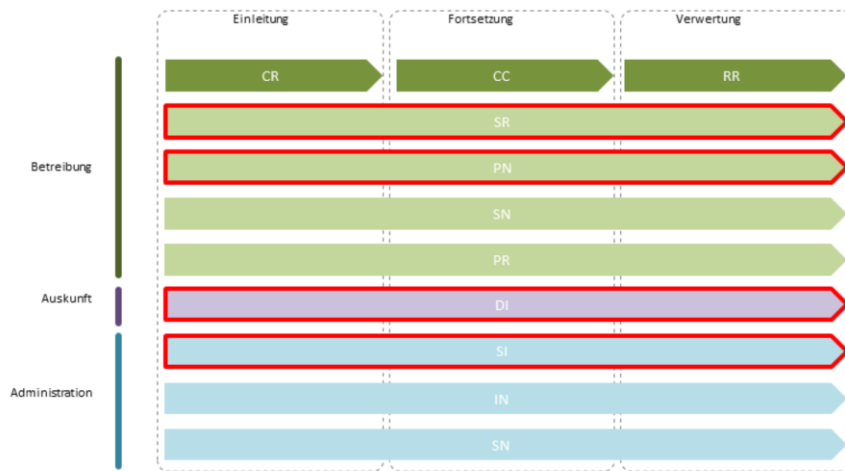 Einleitung
Fortsetzung
Verwertung
CR
CC
RR
SR
Betreibung
PN
SN
PR
Auskunft
DI
SI
Administration
IN
SN